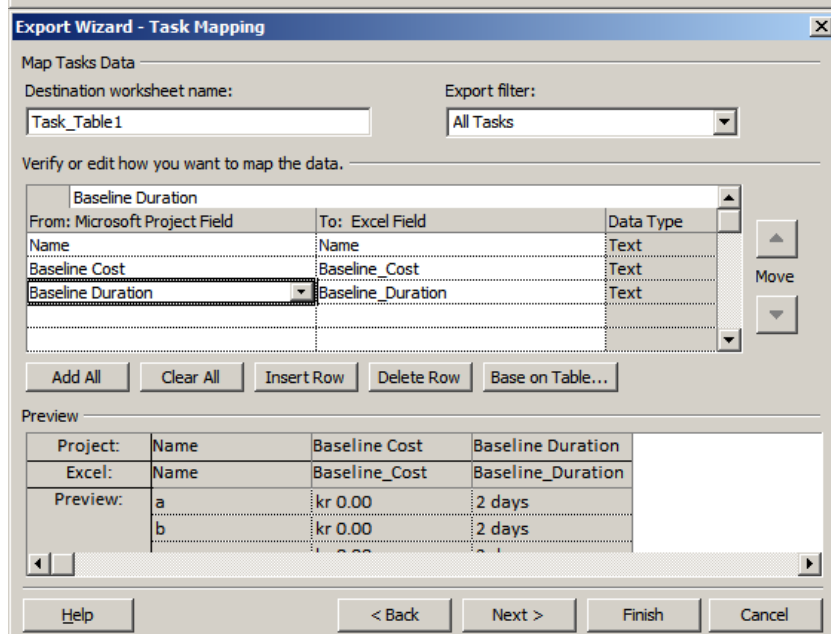 Export Wizard - Task Mapping
Map Tasks Data
Destination worksheet name: Export filter:
Task_Table1 All Tasks
Verify or edit how you want to map the data.
Baseline Duration
From: Microsoft Project Field To: Excel Field Data Type
Name Name Text
Baseline Cost Baseline_Cost Text
Baseline Duration Baseline_Duration Text
Move
Add All Clear All Insert Row Delete Row Base on Table...
Preview
Project: Name Baseline Cost Baseline Duration
Excel: Name Baseline_Cost Baseline_Duration
Preview: a kr 0.00 2 days
b kr 0.00 2 days
Help < Back Next > Finish Cancel